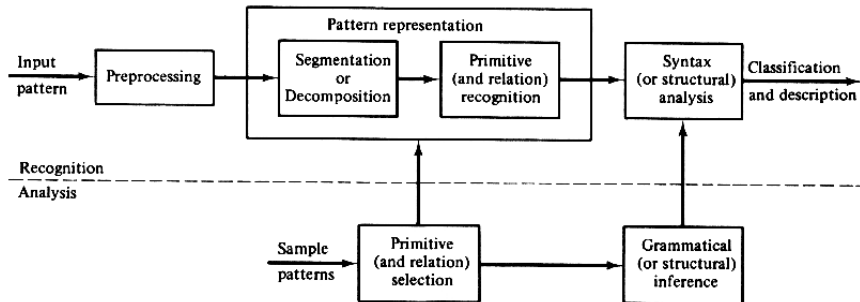 Pattern representation
Input
pattern
Preprocessing
Segmentation
or
Decomposition
Primitive
(and relation)
recognition
Syntax
(or structural)
analysis
Classification
and description
Recognition
Analysis
Sample
patterns
Primitive
(and relation)
selection
Grammatical
(or structural)
inference